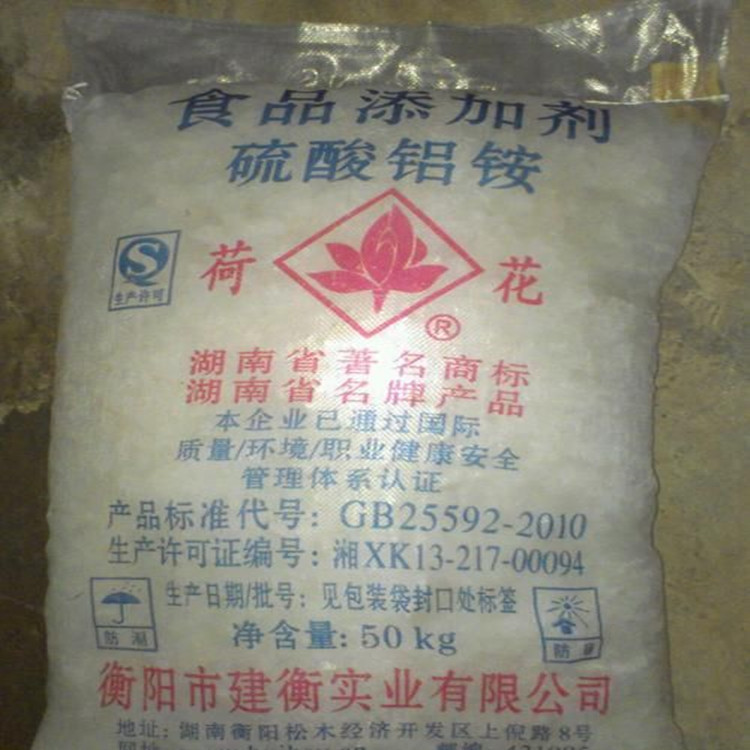 食品添加剂
硫酸铝铵
生产许可
荷花
®
湖南省著名商标
湖南省名牌产品
本企业已通过国际
质量/环境/职业健康安全
管理体系认证
产品标准代号：GB25592-2010
生产许可证编号：湘XK13-217-00094
生产日期/批号：见包装袋封口处标签
防潮
净含量：50kg
防
衡阳市建衡实业有限公司
地址：湖南衡阳松木经济开发区上倪路8号